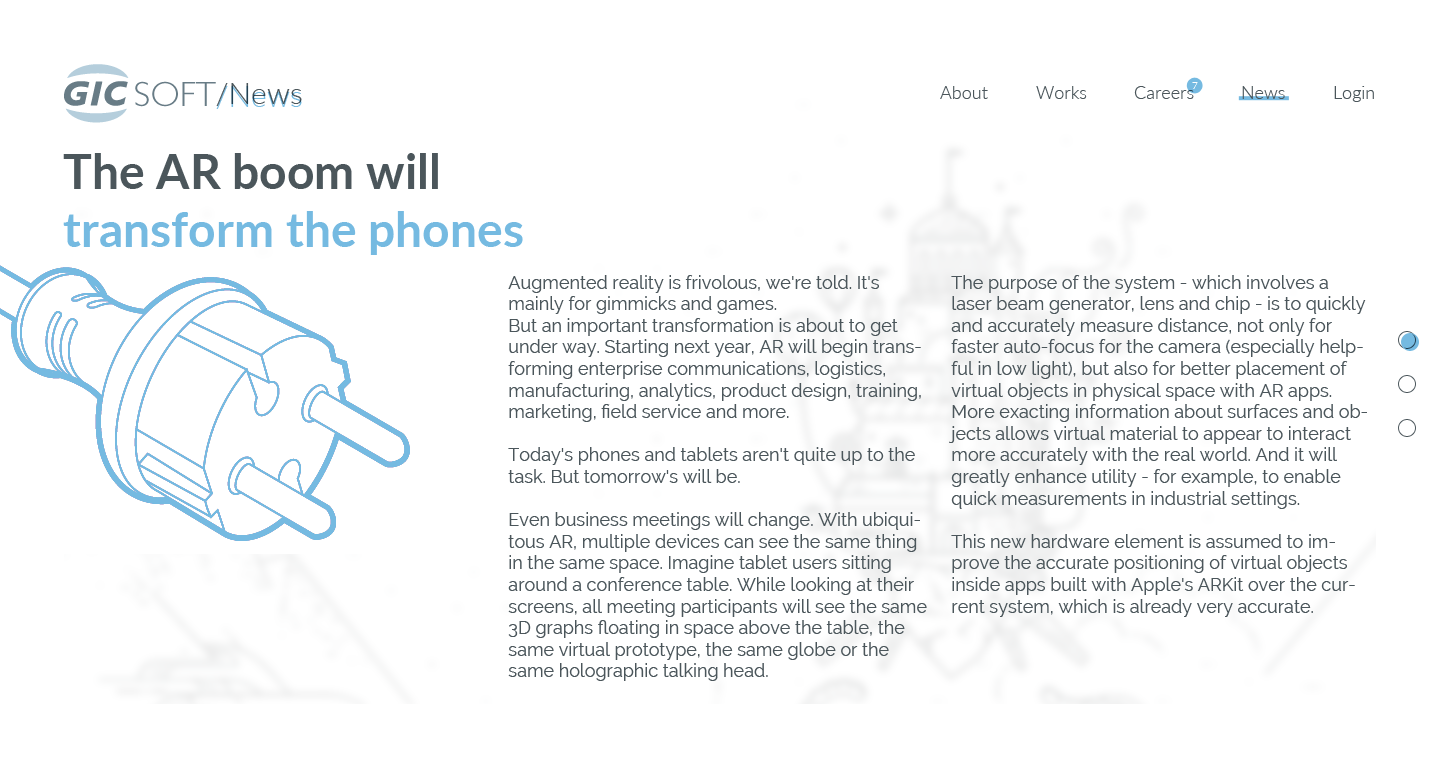 GIC SOFT/News
About
Works
Careers 7
News
Login
The AR boom will
transform the phones
Augmented reality is frivolous, we're told. It's
mainly for gimmicks and games.
But an important transformation is about to get
under way. Starting next year, AR will begin trans-
forming enterprise communications, logistics,
manufacturing, analytics, product design, training,
marketing, field service and more.
Today's phones and tablets aren't quite up to the
task. But tomorrow's will be.
Even business meetings will change. With ubiqui-
tous AR, multiple devices can see the same thing
in the same space. Imagine tablet users sitting
around a conference table. While looking at their
screens, all meeting participants will see the same
3D graphs floating in space above the table, the
same virtual prototype, the same globe or the
same holographic talking head.
The purpose of the system - which involves a
laser beam generator, lens and chip - is to quickly
and accurately measure distance, not only for
faster auto-focus for the camera (especially help-
ful in low light), but also for better placement of
virtual objects in physical space with AR apps.
More exacting information about surfaces and ob-
jects allows virtual material to appear to interact
more accurately with the real world. And it will
greatly enhance utility - for example, to enable
quick measurements in industrial settings.
This new hardware element is assumed to im-
prove the accurate positioning of virtual objects
inside apps built with Apple's ARKit over the cur-
rent system, which is already very accurate.